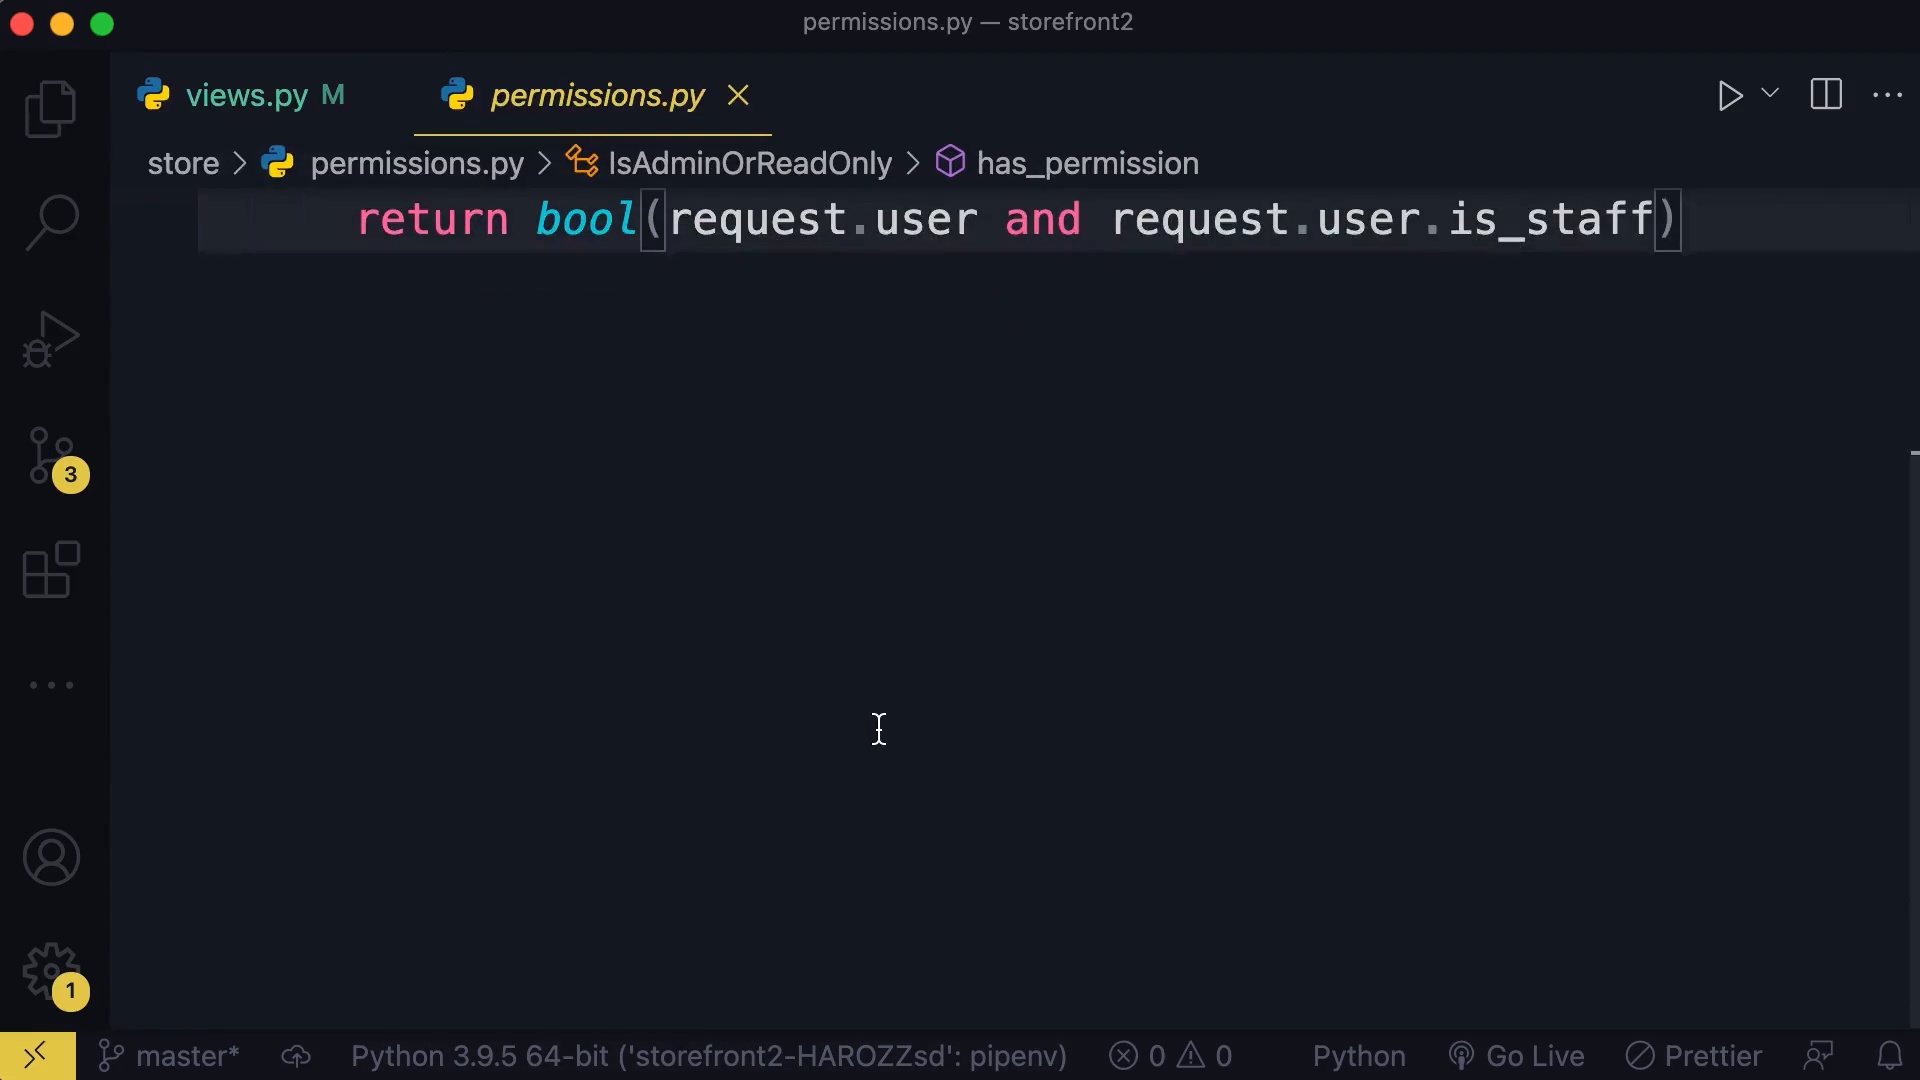 permissions.py — storefront2
views.py M permissions.py
store > permissions.py > IsAdminOrReadOnly > has_permission
return bool(request.user and request.user.is_staff)
3
1
master* Python 3.9.5 64-bit ('storefront2-HAROZZsd': pipenv) 0 0 Python Go Live Prettier